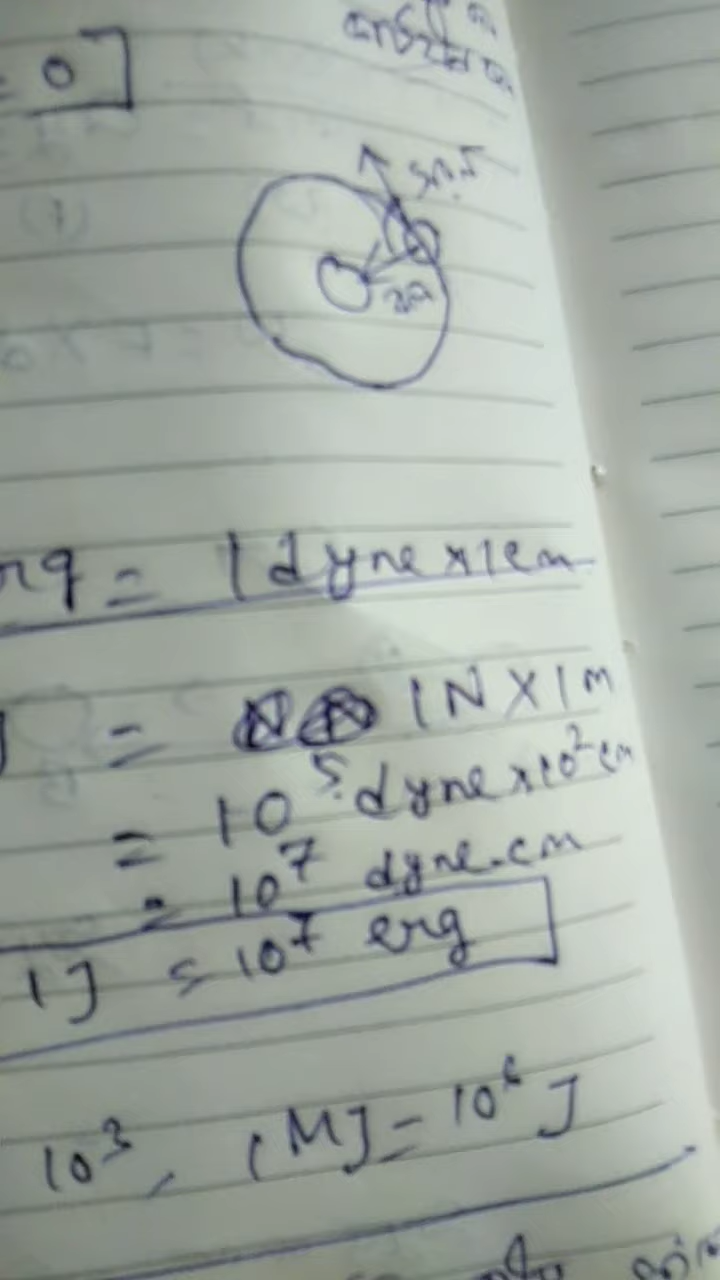 = 0
erg = 1 dyne x 1 cm
J = 1N X 1m
= 10⁵ dyne x 10² cm
= 10⁷ dyne.cm
1J = 10⁷ erg
10³, 1MJ = 10⁶ J